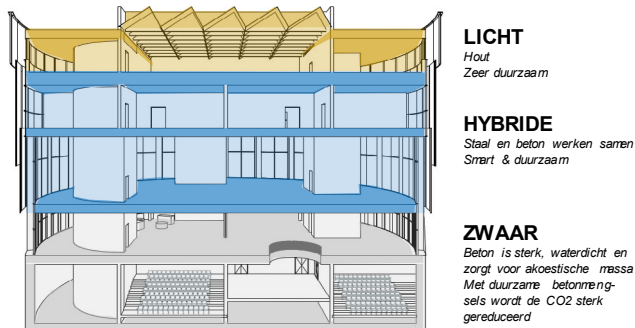 LICHT
Hout
Zeer duurzaam
HYBRIDE
Staal en beton werken samen
Smart & duurzaam
ZWAAR
Beton is sterk, waterdicht en
zorgt voor akoestische massa
Met duurzame betonmeng-
sels wordt de CO2 sterk
gereduceerd